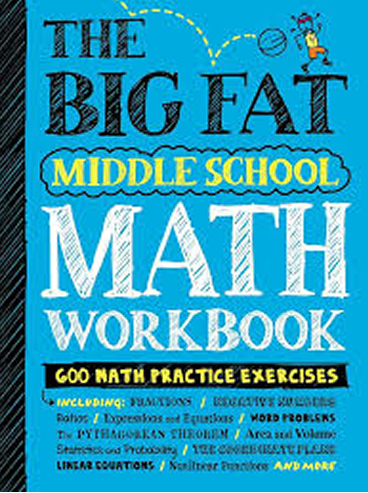 THE
BIG FAT
MIDDLE SCHOOL
MATH
WORKBOOK
600 MATH PRACTICE EXERCISES
INCLUDING: FRACTIONS / NEGATIVE NUMBERS
Ratios / Expressions and Equations / WORD PROBLEMS
The PYTHAGOREAN THEOREM / Area and Volume
Statistics and Probability / THE COORDINATE PLANE
LINEAR EQUATIONS / Nonlinear Functions AND MORE